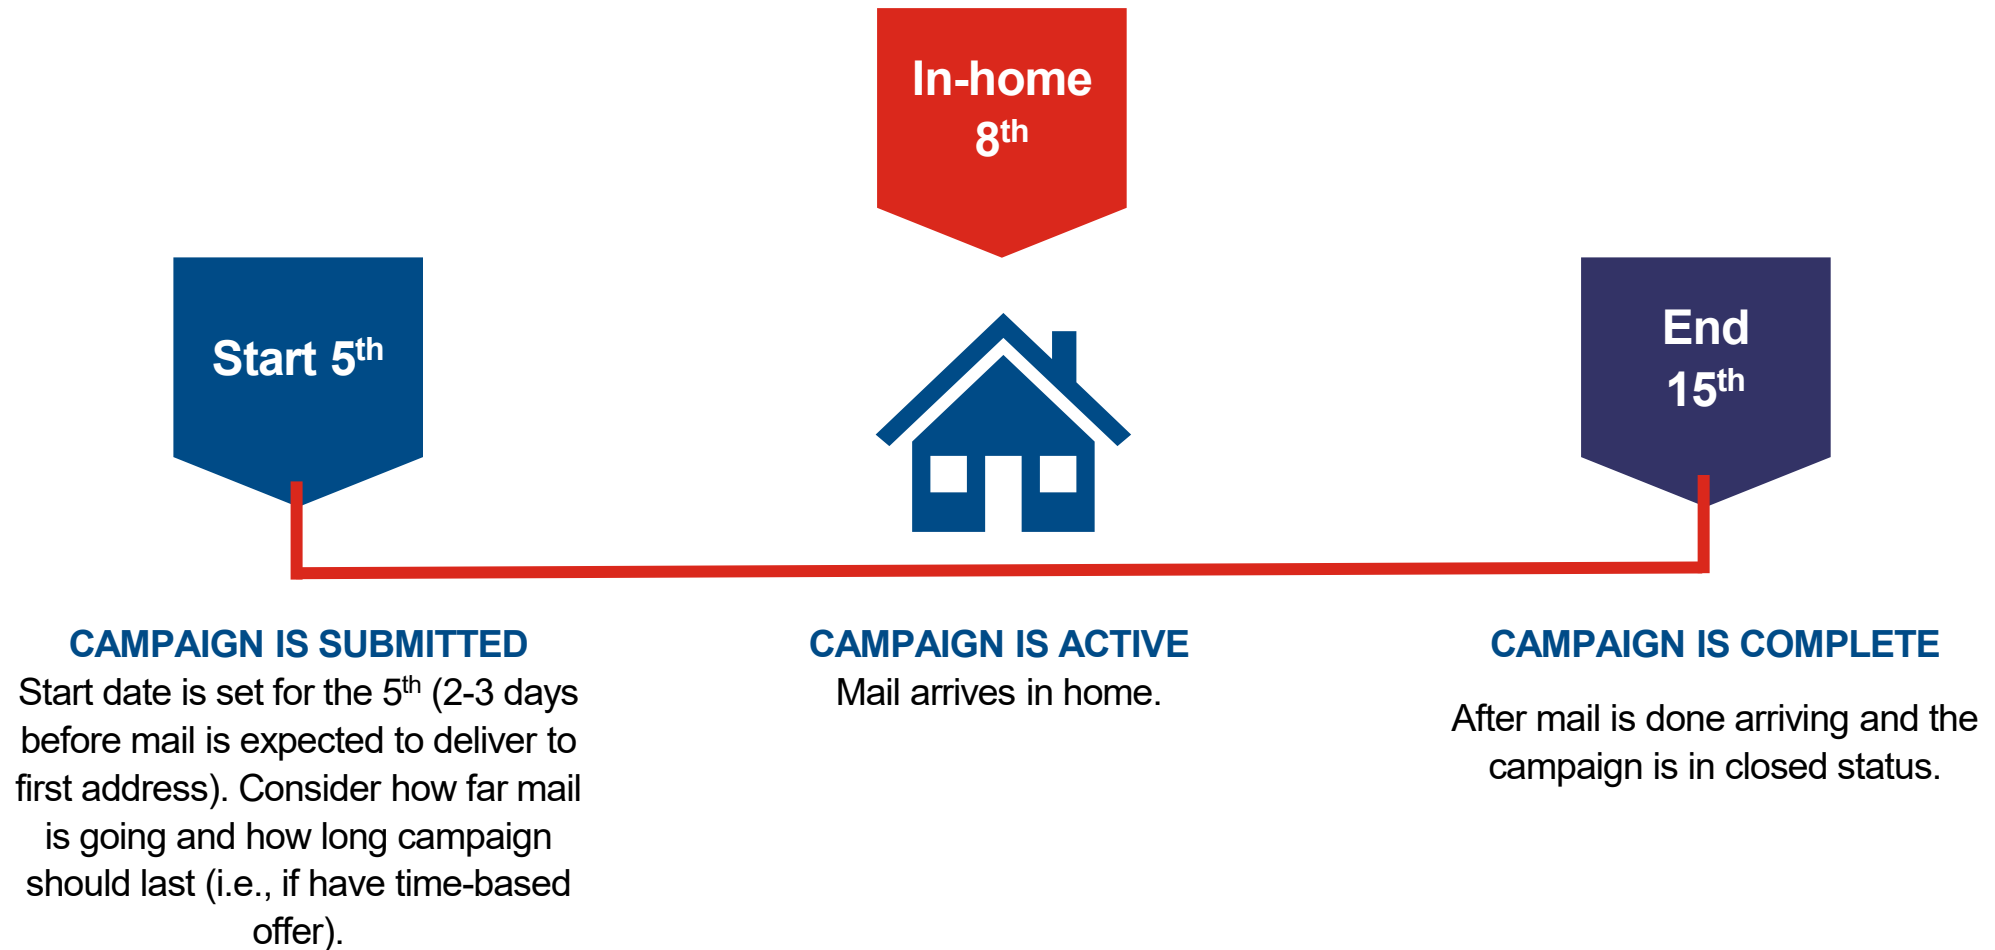 In-home
8th
Start 5th
End
15th
CAMPAIGN IS SUBMITTED
Start date is set for the 5th (2-3 days
before mail is expected to deliver to
first address). Consider how far mail
is going and how long campaign
should last (i.e., if have time-based
offer).
CAMPAIGN IS ACTIVE
Mail arrives in home.
CAMPAIGN IS COMPLETE
After mail is done arriving and the
campaign is in closed status.